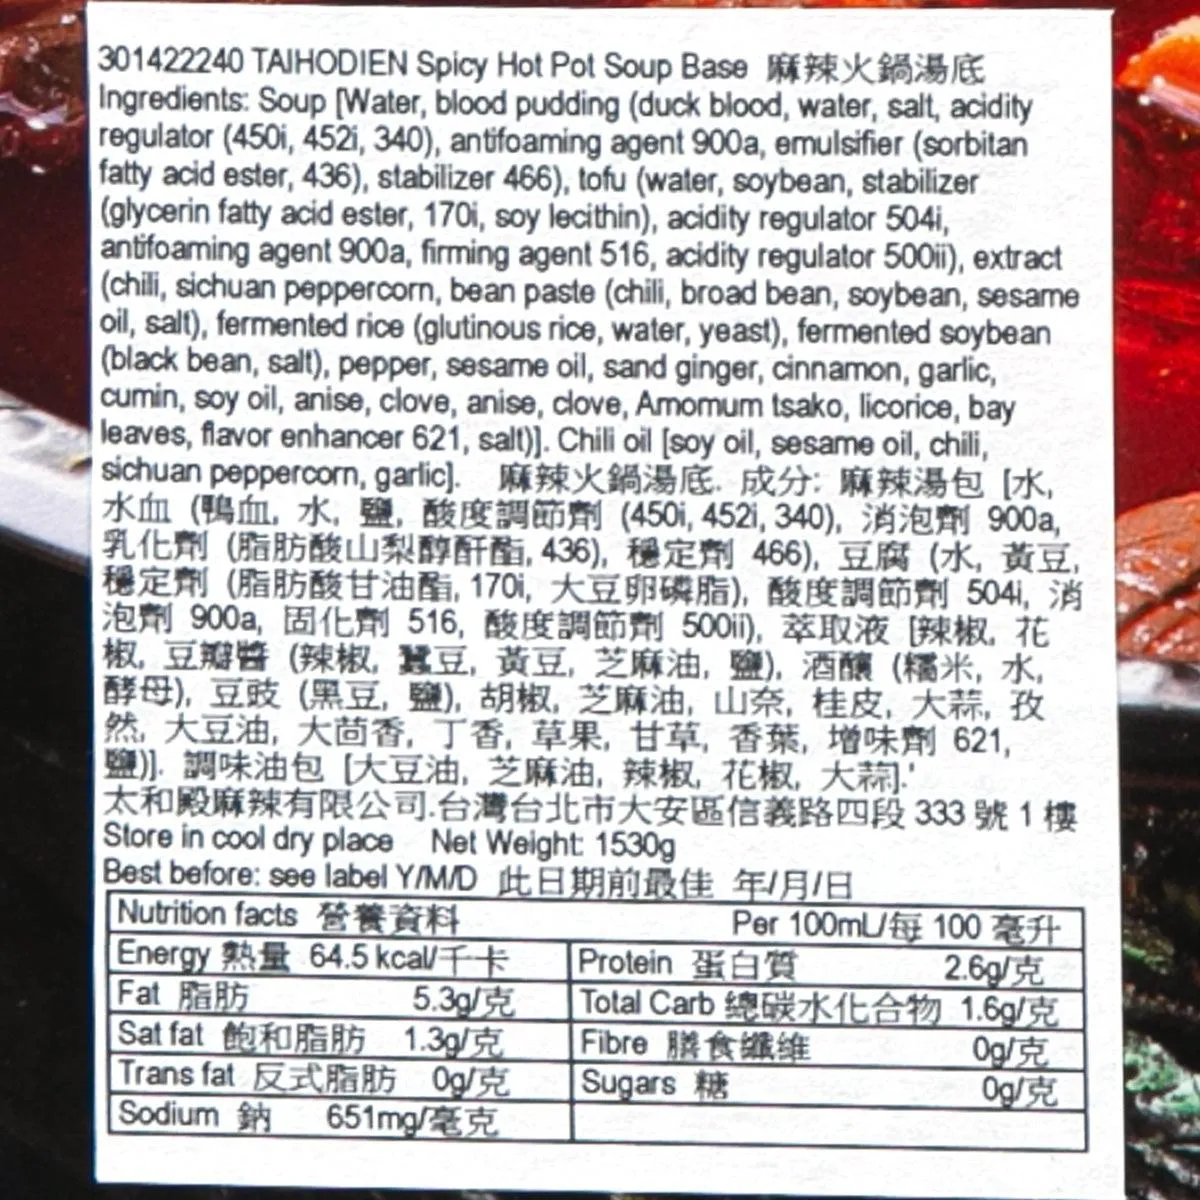 301422240 TAIHODIEN Spicy Hot Pot Soup Base 麻辣火鍋湯底
Ingredients: Soup [Water, blood pudding (duck blood, water, salt, acidity
regulator (450i, 452i, 340), antifoaming agent 900a, emulsifier (sorbitan
fatty acid ester, 436), stabilizer 466), tofu (water, soybean, stabilizer
(glycerin fatty acid ester, 170i, soy lecithin), acidity regulator 504i,
antifoaming agent 900a, firming agent 516, acidity regulator 500ii), extract
(chili, sichuan peppercorn, bean paste (chili, broad bean, soybean, sesame
oil, salt), fermented rice (glutinous rice, water, yeast), fermented soybean
(black bean, salt), pepper, sesame oil, sand ginger, cinnamon, garlic,
cumin, soy oil, anise, clove, anise, clove, Amomum tsako, licorice, bay
leaves, flavor enhancer 621, salt)]. Chili oil [soy oil, sesame oil, chili,
sichuan peppercorn, garlic]. 麻辣火鍋湯底. 成分: 麻辣湯包 [水,
水血 (鴨血, 水, 鹽, 酸度調節劑 (450i, 452i, 340), 消泡劑 900a,
乳化劑 (脂肪酸山梨醇酐酯, 436), 穩定劑 466), 豆腐 (水, 黃豆,
穩定劑 (脂肪酸甘油酯, 170i, 大豆卵磷脂), 酸度調節劑 504i, 消
泡劑 900a, 固化劑 516, 酸度調節劑 500ii), 萃取液 [辣椒, 花
椒, 豆瓣醬 (辣椒, 蠶豆, 黃豆, 芝麻油, 鹽), 酒釀 (糯米, 水,
酵母), 豆豉 (黑豆, 鹽), 胡椒, 芝麻油, 山奈, 桂皮, 大蒜, 孜
然, 大豆油, 大茴香, 丁香, 草果, 甘草, 香葉, 增味劑 621,
鹽)]. 調味油包 [大豆油, 芝麻油, 辣椒, 花椒, 大蒜].'
太和殿麻辣有限公司.台灣台北市大安區信義路四段 333 號 1 樓
Store in cool dry place Net Weight: 1530g
Best before: see label Y/M/D 此日期前最佳 年/月/日
Nutrition facts 營養資料 Per 100mL/每 100 毫升
Energy 熱量 64.5 kcal/千卡 Protein 蛋白質 2.6g/克
Fat 脂肪 5.3g/克 Total Carb 總碳水化合物 1.6g/克
Sat fat 飽和脂肪 1.3g/克 Fibre 膳食纖维 0g/克
Trans fat 反式脂肪 0g/克 Sugars 糖 0g/克
Sodium 鈉 651mg/毫克